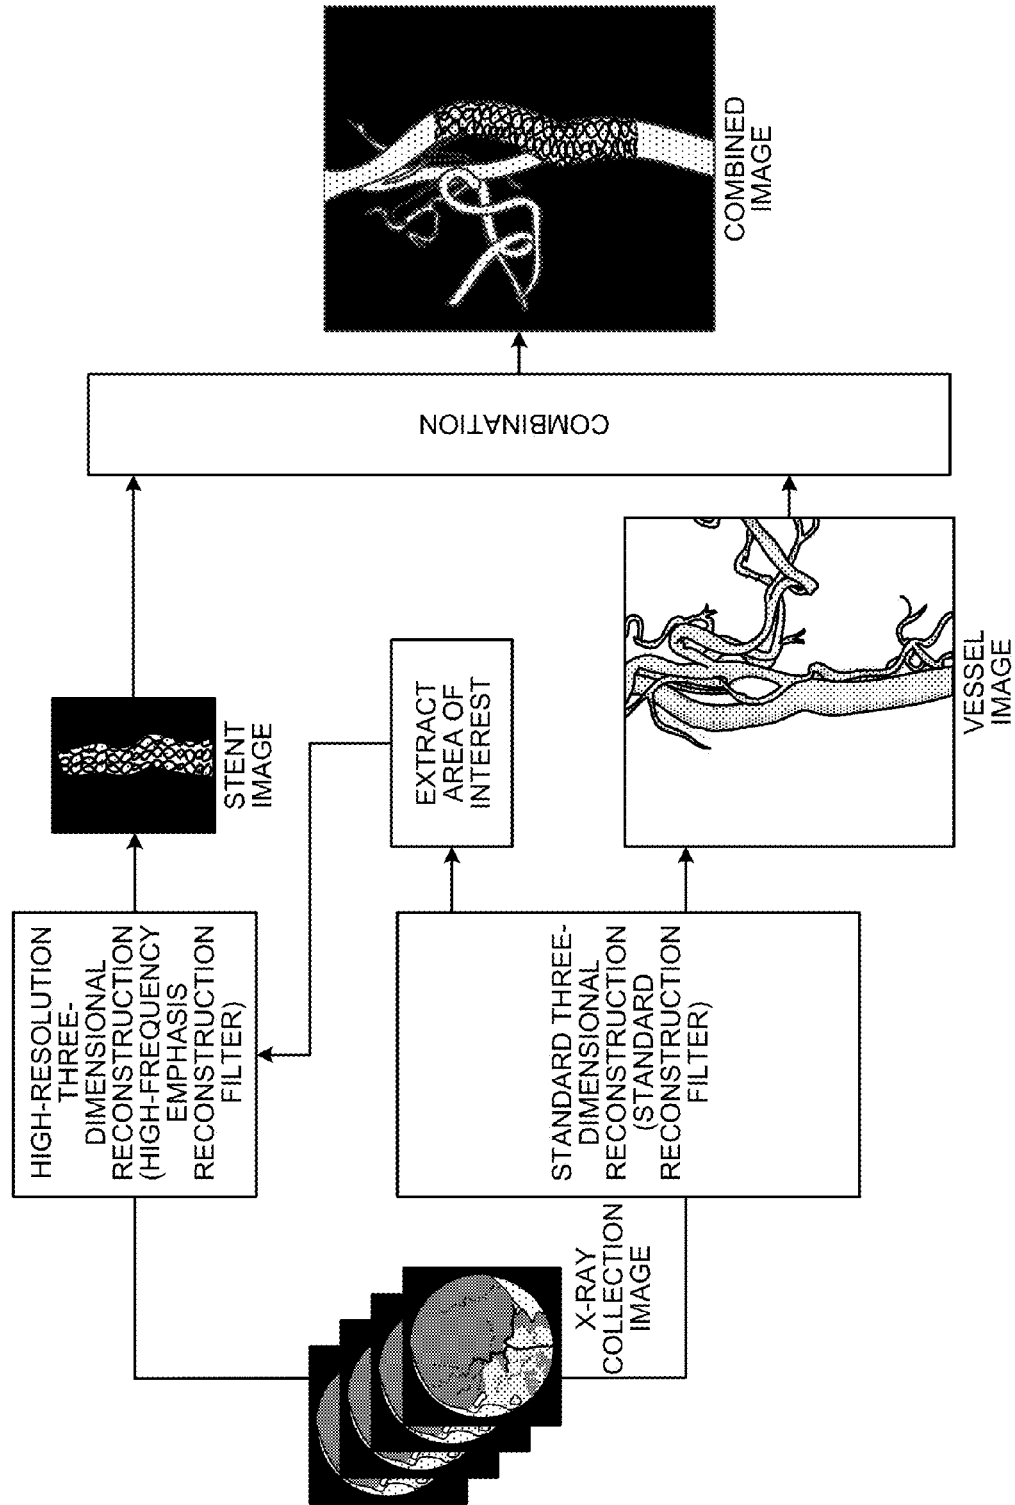 X-RAY
COLLECTION
IMAGE
HIGH-RESOLUTION
THREE-
DIMENSIONAL
RECONSTRUCTION
(HIGH-FREQUENCY
EMPHASIS
RECONSTRUCTION
FILTER)
STANDARD THREE-
DIMENSIONAL
RECONSTRUCTION
(STANDARD
RECONSTRUCTION
FILTER)
STENT
IMAGE
EXTRACT
AREA OF
INTEREST
VESSEL
IMAGE
COMBINATION
COMBINED
IMAGE